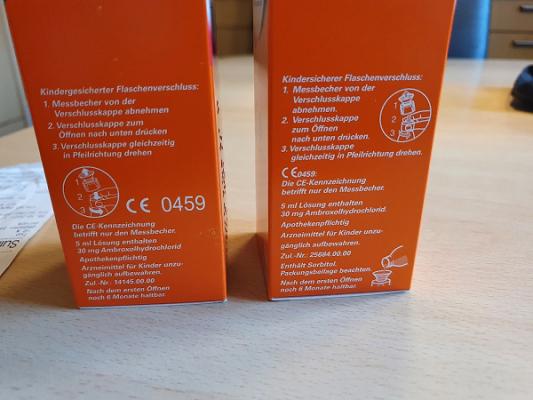 Kindergesicherter Flaschenverschluss:
1. Messbecher von der
Verschlusskappe abnehmen
2. Verschlusskappe zum
Öffnen nach unten drücken
3. Verschlusskappe gleichzeitig
in Pfeilrichtung drehen
1
2
3
CE 0459
Die CE-Kennzeichnung
betrifft nur den Messbecher.
5 ml Lösung enthalten
30 mg Ambroxolhydrochlorid
Apothekenpflichtig
Arzneimittel für Kinder unzu-
gänglich aufbewahren.
Zul.-Nr. 14145.00.00
Nach dem ersten Öffnen
noch 6 Monate haltbar.
Kindersicherer Flaschenverschluss:
1. Messbecher von der
Verschlusskappe
abnehmen.
2. Verschlusskappe
zum Öffnen
nach unten
drücken.
3. Verschlusskappe
gleichzeitig in Pfeilrichtung drehen.
1
2
3
CE0459:
Die CE-Kennzeichnung
betrifft nur den Messbecher.
5 ml Lösung enthalten
30 mg Ambroxolhydrochlorid.
Apothekenpflichtig
Arzneimittel für Kinder unzu-
gänglich aufbewahren.
Zul.-Nr.: 25684.00.00
Enthält Sorbitol,
Packungsbeilage beachten.
Nach dem ersten Öffnen
noch 6 Monate haltbar.